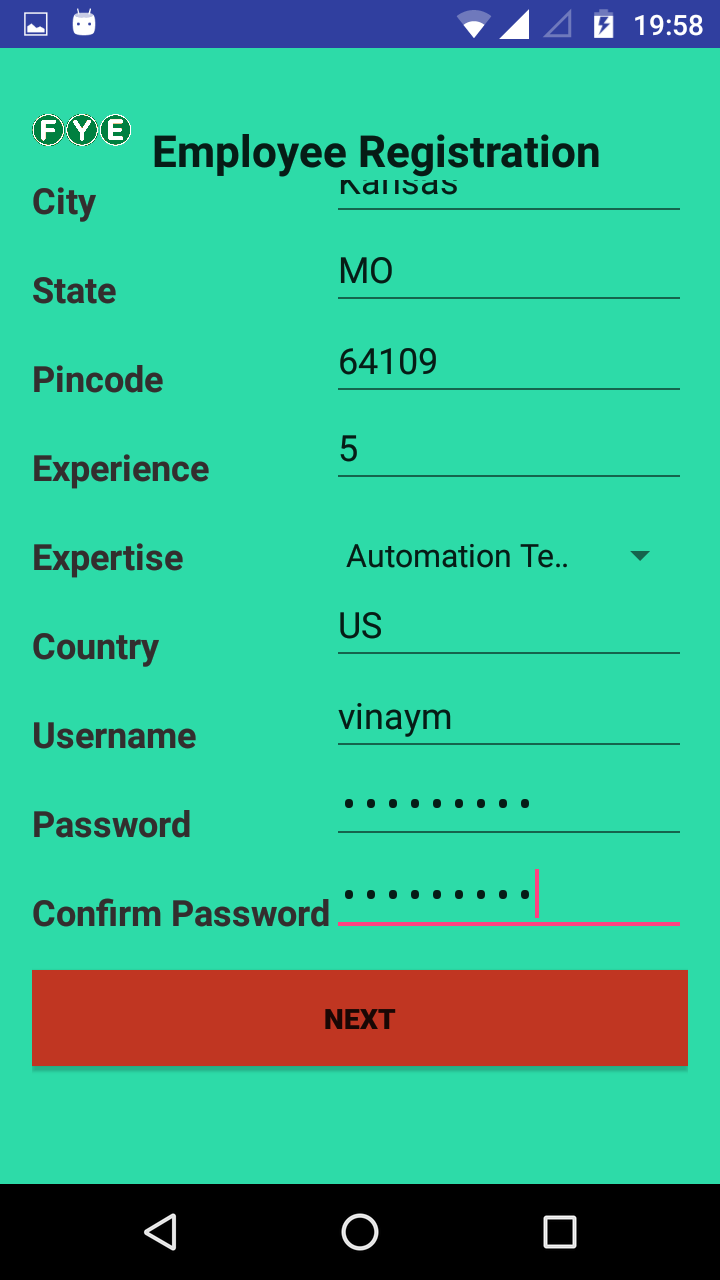 19:58
FYE Employee Registration
City Kansas
State MO
Pincode 64109
Experience 5
Expertise Automation Te..
Country US
Username vinaym
Password •••••••••
Confirm Password •••••••••
NEXT